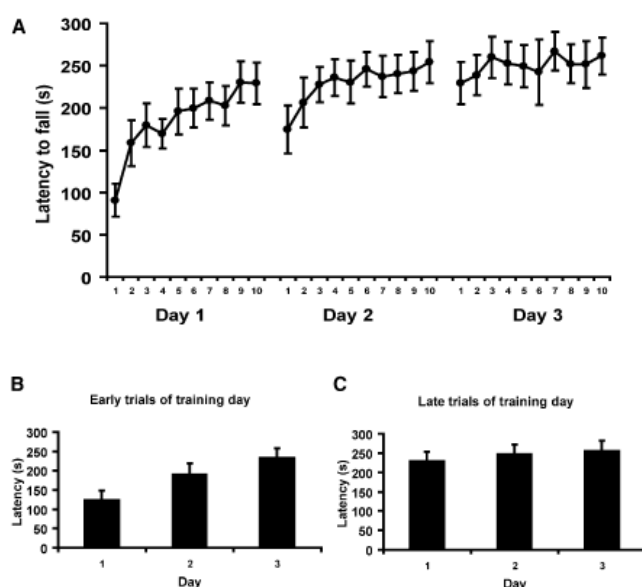 A
Latency to fall (s)
300
250
200
150
100
50
0
1 2 3 4 5 6 7 8 9 10 1 2 3 4 5 6 7 8 9 10 1 2 3 4 5 6 7 8 9 10
Day 1 Day 2 Day 3
B
Early trials of training day
Latency (s)
300
250
200
150
100
50
0
1 2 3
Day
C
Late trials of training day
Latency (s)
300
250
200
150
100
50
0
1 2 3
Day